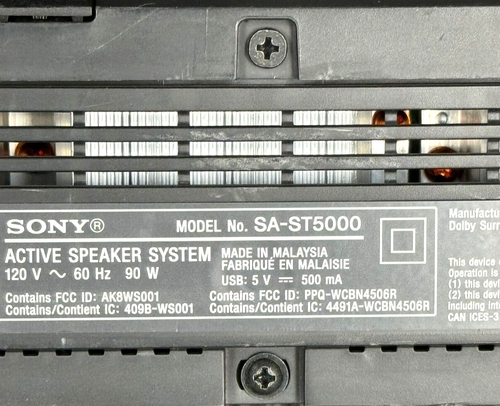 SONY® MODEL No. SA-ST5000
ACTIVE SPEAKER SYSTEM
120 V ~ 60 Hz 90 W
MADE IN MALAYSIA
FABRIQUÉ EN MALAISIE
USB: 5 V ⎓ 500 mA
Contains FCC ID: AK8WS001
Contains/Contient IC: 409B-WS001
Contains FCC ID: PPQ-WCBN4506R
Contains/Contient IC: 4491A-WCBN4506R
Manufactu
Dolby Surr
This device
Operation is
(1) this dev
(2) this dev
including int
CAN ICES-3